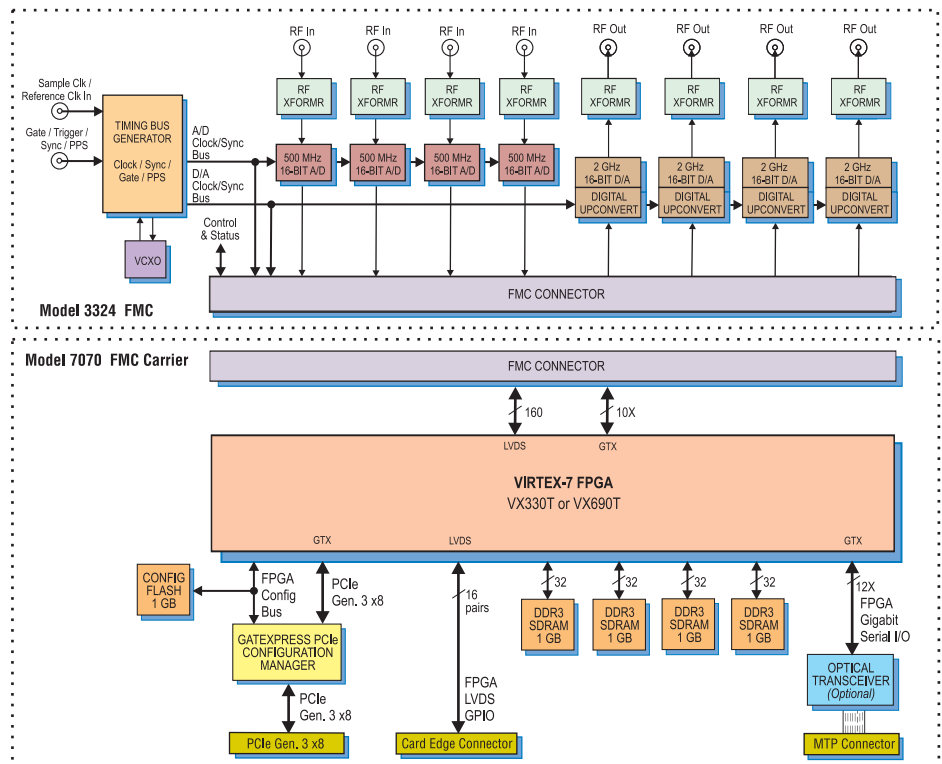 RF In
RF In
RF In
RF In
RF Out
RF Out
RF Out
RF Out
Sample Clk /
Reference Clk In
Gate / Trigger /
Sync / PPS
TIMING BUS
GENERATOR
Clock / Sync /
Gate / PPS
VCXO
A/D
Clock/Sync
Bus
D/A
Clock/Sync
Bus
Control
& Status
RF
XFORMR
RF
XFORMR
RF
XFORMR
RF
XFORMR
RF
XFORMR
RF
XFORMR
RF
XFORMR
RF
XFORMR
500 MHz
16-BIT A/D
500 MHz
16-BIT A/D
500 MHz
16-BIT A/D
500 MHz
16-BIT A/D
2 GHz
16-BIT D/A
DIGITAL
UPCONVERT
2 GHz
16-BIT D/A
DIGITAL
UPCONVERT
2 GHz
16-BIT D/A
DIGITAL
UPCONVERT
2 GHz
16-BIT D/A
DIGITAL
UPCONVERT
FMC CONNECTOR
Model 3324 FMC
Model 7070 FMC Carrier
FMC CONNECTOR
160
10X
LVDS
GTX
VIRTEX-7 FPGA
VX330T or VX690T
GTX
LVDS
GTX
CONFIG
FLASH
1 GB
FPGA
Config
Bus
PCIe
Gen. 3 x8
GATEXPRESS PCIe
CONFIGURATION
MANAGER
PCIe
Gen. 3 x8
PCIe Gen. 3 x8
16
pairs
FPGA
LVDS
GPIO
Card Edge Connector
32
32
32
32
DDR3
SDRAM
1 GB
DDR3
SDRAM
1 GB
DDR3
SDRAM
1 GB
DDR3
SDRAM
1 GB
12X
FPGA
Gigabit
Serial I/O
OPTICAL
TRANSCEIVER
(Optional)
MTP Connector